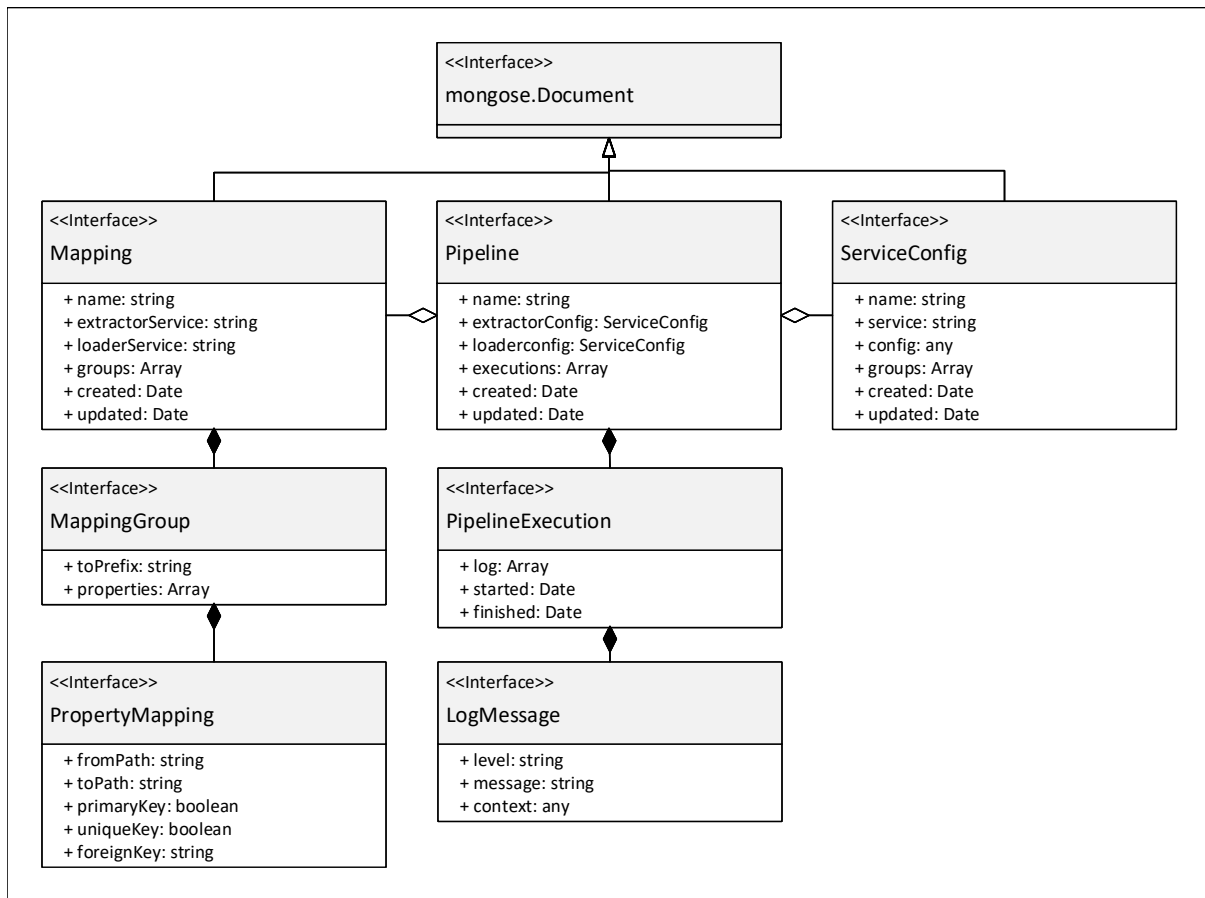 <<Interface>>
mongose.Document
<<Interface>>
Mapping
+ name: string
+ extractorService: string
+ loaderService: string
+ groups: Array
+ created: Date
+ updated: Date
<<Interface>>
Pipeline
+ name: string
+ extractorConfig: ServiceConfig
+ loaderconfig: ServiceConfig
+ executions: Array
+ created: Date
+ updated: Date
<<Interface>>
ServiceConfig
+ name: string
+ service: string
+ config: any
+ groups: Array
+ created: Date
+ updated: Date
<<Interface>>
MappingGroup
+ toPrefix: string
+ properties: Array
<<Interface>>
PipelineExecution
+ log: Array
+ started: Date
+ finished: Date
<<Interface>>
PropertyMapping
+ fromPath: string
+ toPath: string
+ primaryKey: boolean
+ uniqueKey: boolean
+ foreignKey: string
<<Interface>>
LogMessage
+ level: string
+ message: string
+ context: any